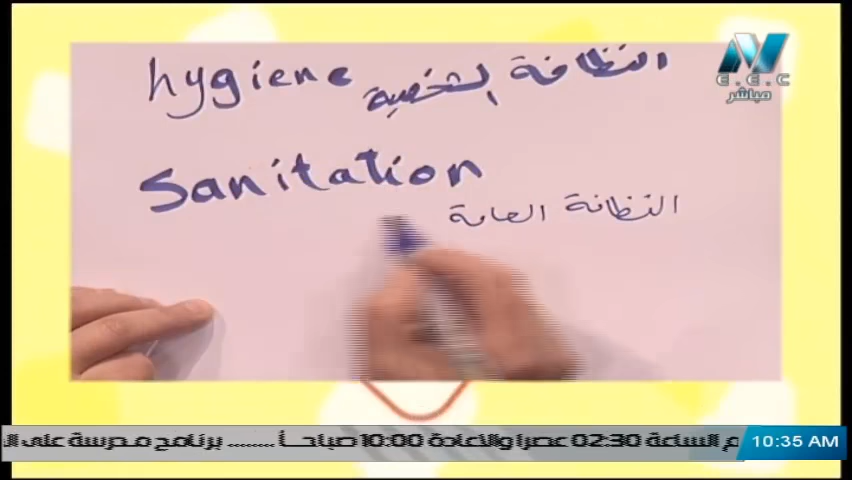 hygiene النظافة الشخصية
Sanitation
النظافة العامة
E.E.C
مباشر
م الساعة 02:30 عصرا والاعادة 10:00 صباحـــاً ........ برنامج مدرسة على ال
10:35 AM